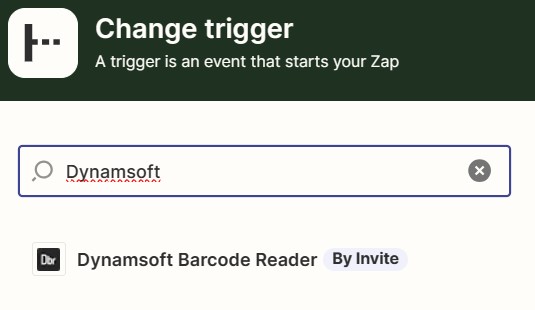 Change trigger
A trigger is an event that starts your Zap
Dynamsoft
Dbr Dynamsoft Barcode Reader By Invite